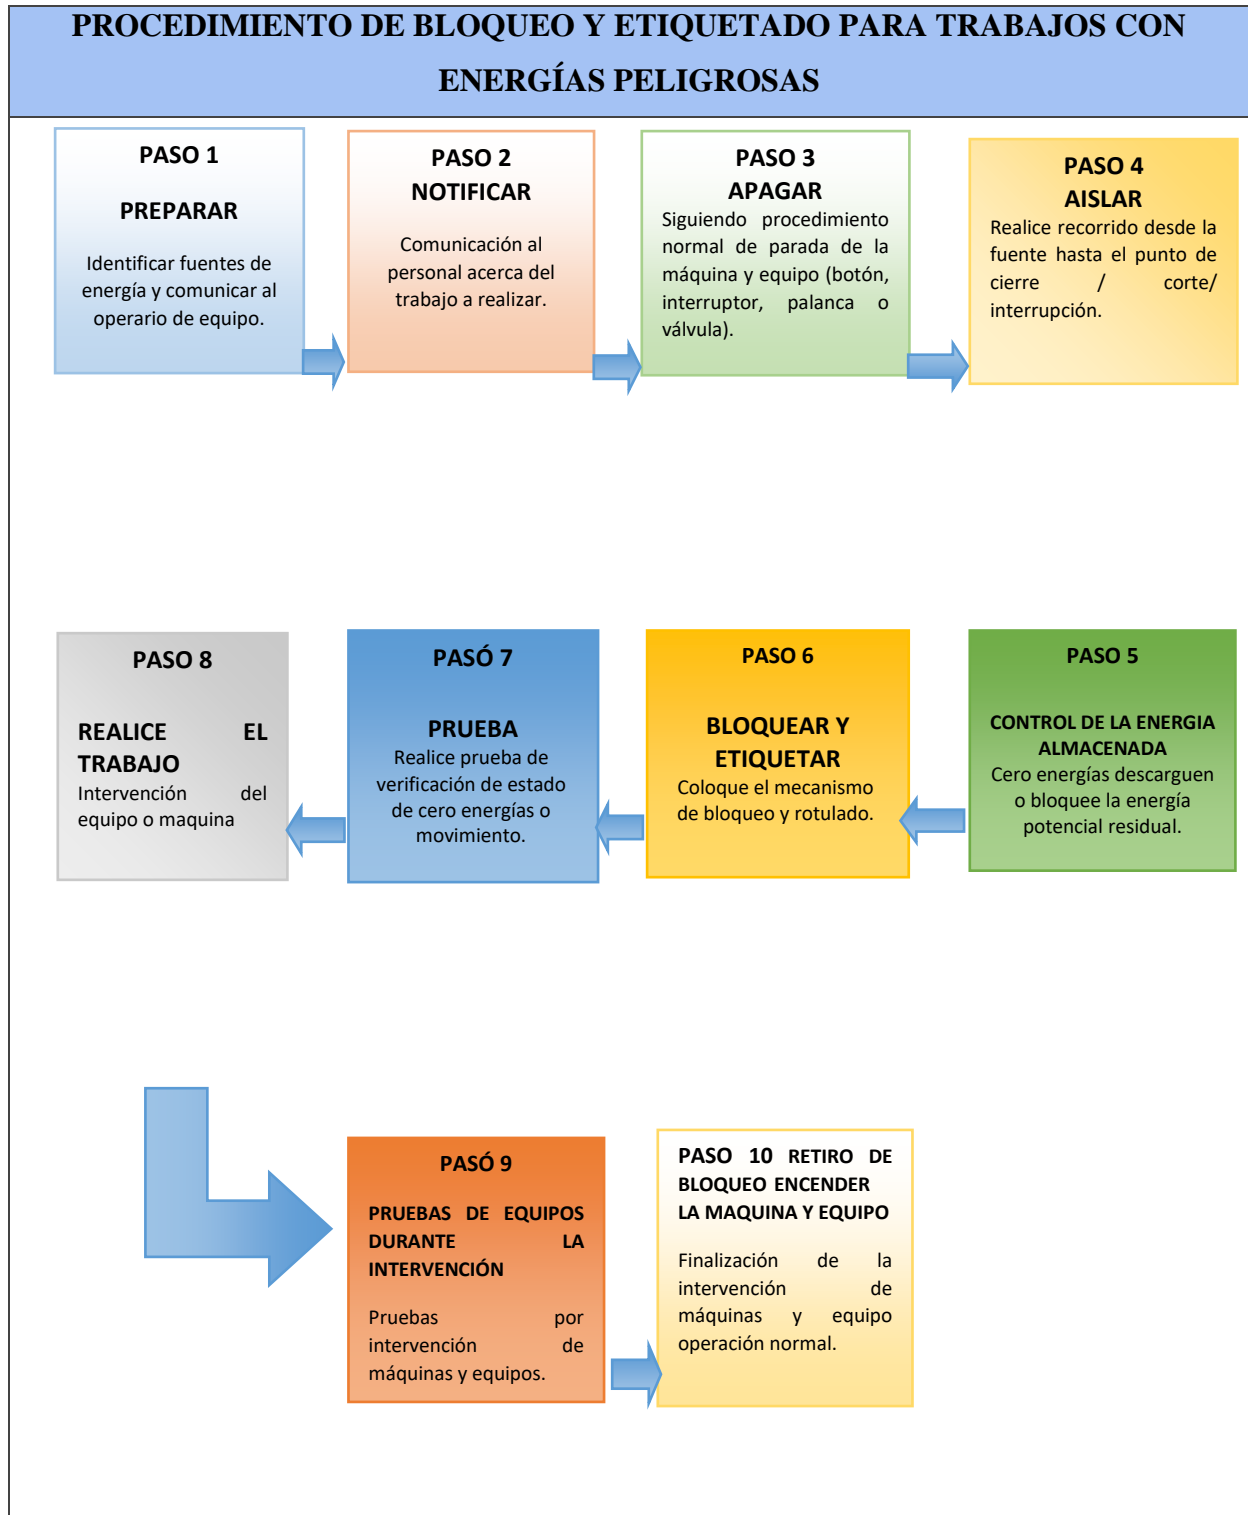 PROCEDIMIENTO DE BLOQUEO Y ETIQUETADO PARA TRABAJOS CON
ENERGÍAS PELIGROSAS
PASO 1
PREPARAR
Identificar fuentes de
energía y comunicar al
operario de equipo.
PASO 2
NOTIFICAR
Comunicación al
personal acerca del
trabajo a realizar.
PASO 3
APAGAR
Siguiendo procedimiento
normal de parada de la
máquina y equipo (botón,
interruptor, palanca o
válvula).
PASO 4
AISLAR
Realice recorrido desde la
fuente hasta el punto de
cierre / corte/
interrupción.
PASO 5
CONTROL DE LA ENERGIA
ALMACENADA
Cero energías descarguen
o bloquee la energía
potencial residual.
PASO 6
BLOQUEAR Y
ETIQUETAR
Coloque el mecanismo
de bloqueo y rotulado.
PASÓ 7
PRUEBA
Realice prueba de
verificación de estado
de cero energías o
movimiento.
PASO 8
REALICE EL
TRABAJO
Intervención del
equipo o maquina
PASÓ 9
PRUEBAS DE EQUIPOS
DURANTE LA
INTERVENCIÓN
Pruebas por
intervención de
máquinas y equipos.
PASO 10 RETIRO DE
BLOQUEO ENCENDER
LA MAQUINA Y EQUIPO
Finalización de la
intervención de
máquinas y equipo
operación normal.